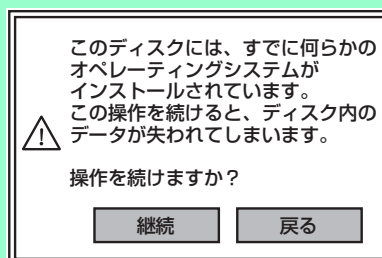 このディスクには、すでに何らかの
オペレーティングシステムが
インストールされています。
この操作を続けると、ディスク内の
データが失われてしまいます。
操作を続けますか？
継続
戻る